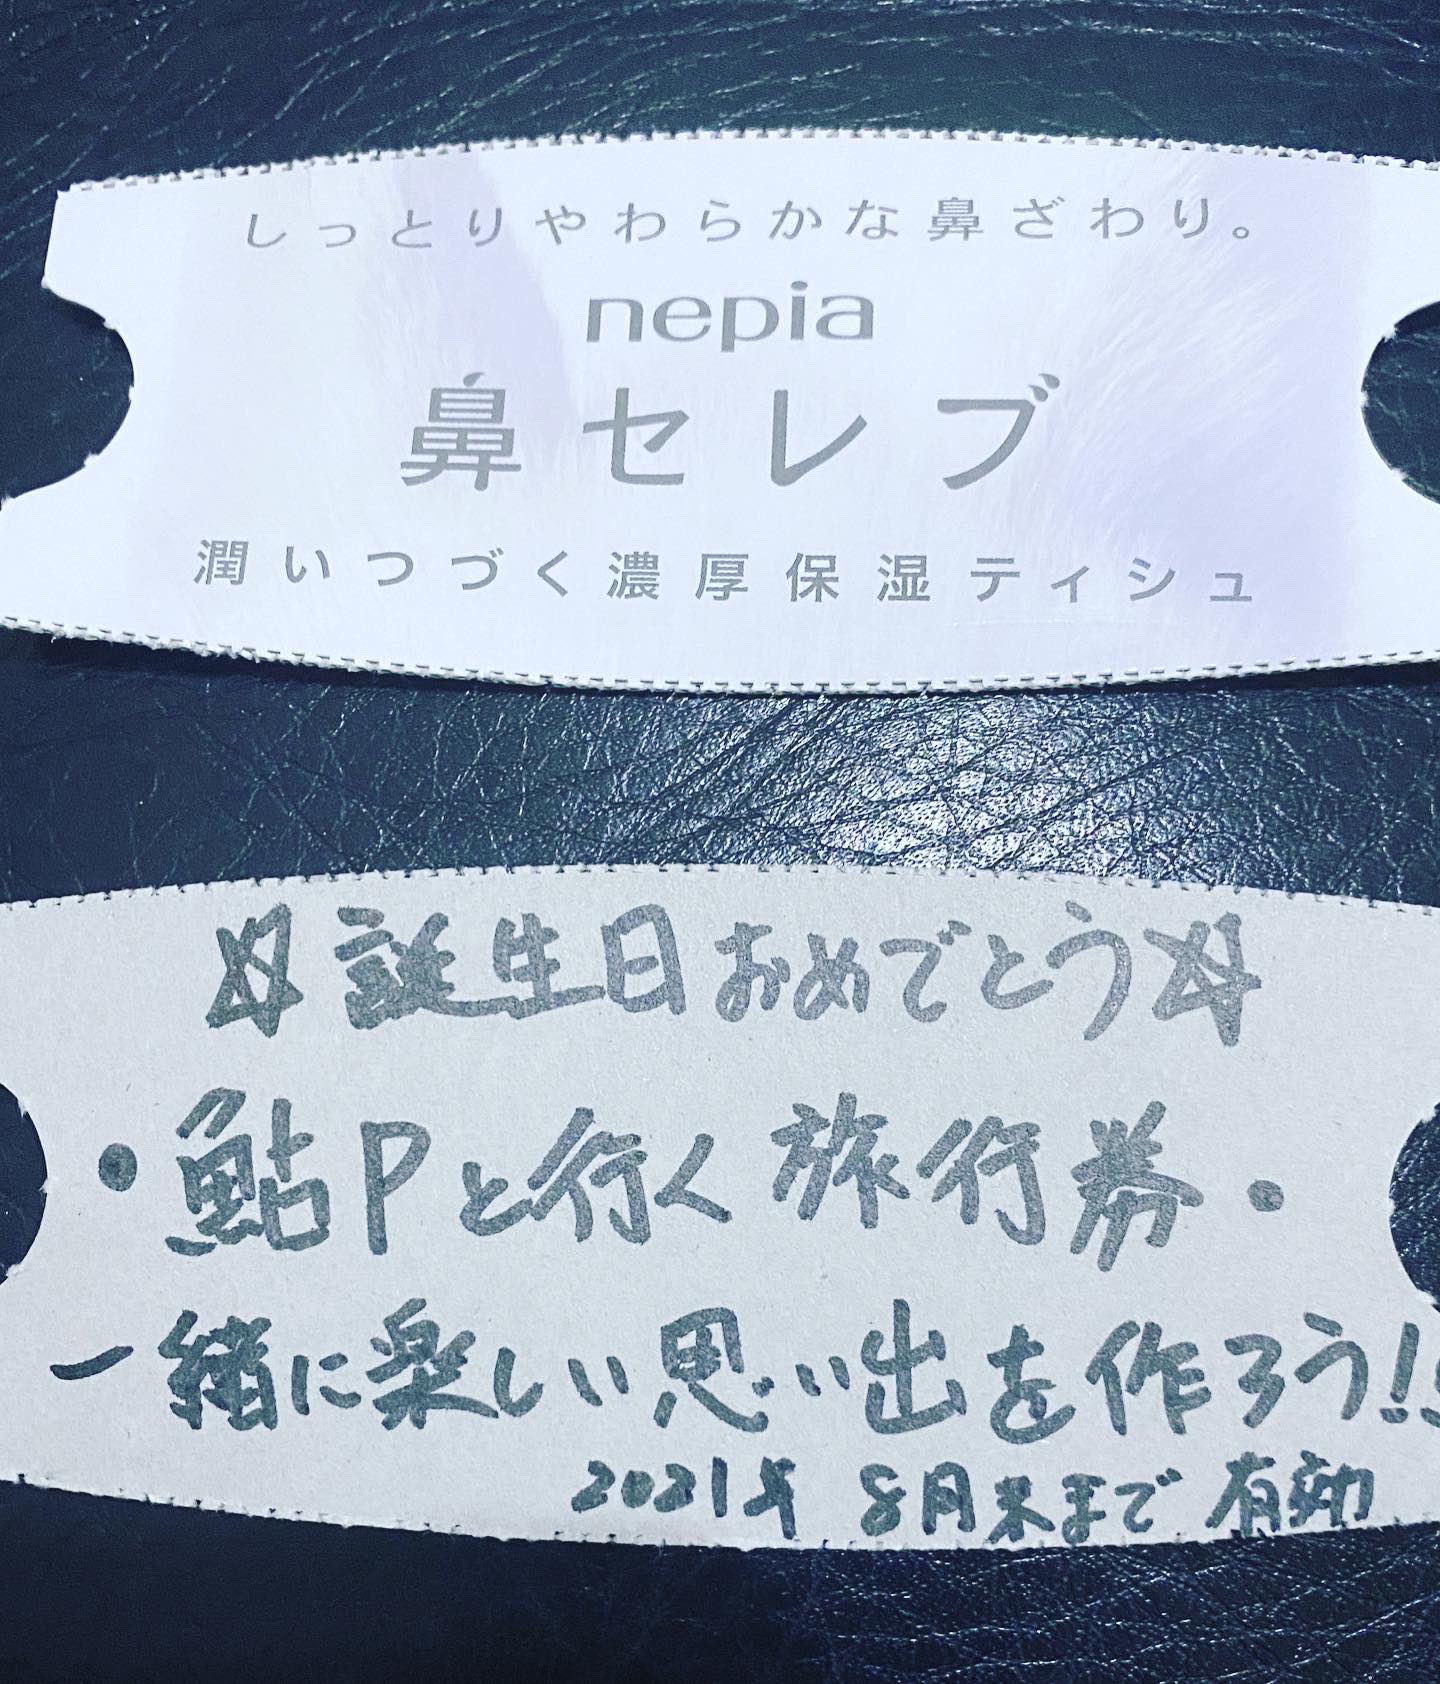 しっとりやわらかな鼻ざわり。
nepia
鼻セレブ
潤いつづく濃厚保湿ティシュ
☆誕生日おめでとう☆
・鮎Pと行く旅行券・
一緒に楽しい思い出を作ろう!!
2021年 8月末まで有効